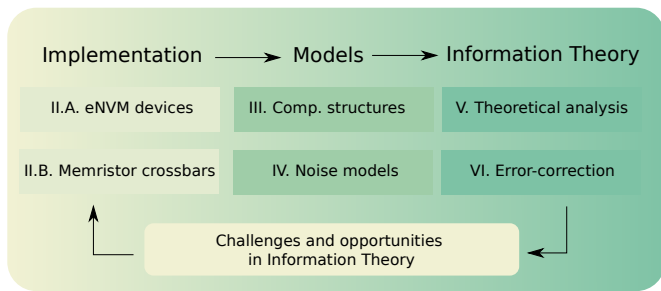 Implementation
Models
Information Theory
II.A. eNVM devices
III. Comp. structures
V. Theoretical analysis
II.B. Memristor crossbars
IV. Noise models
VI. Error-correction
Challenges and opportunities
in Information Theory